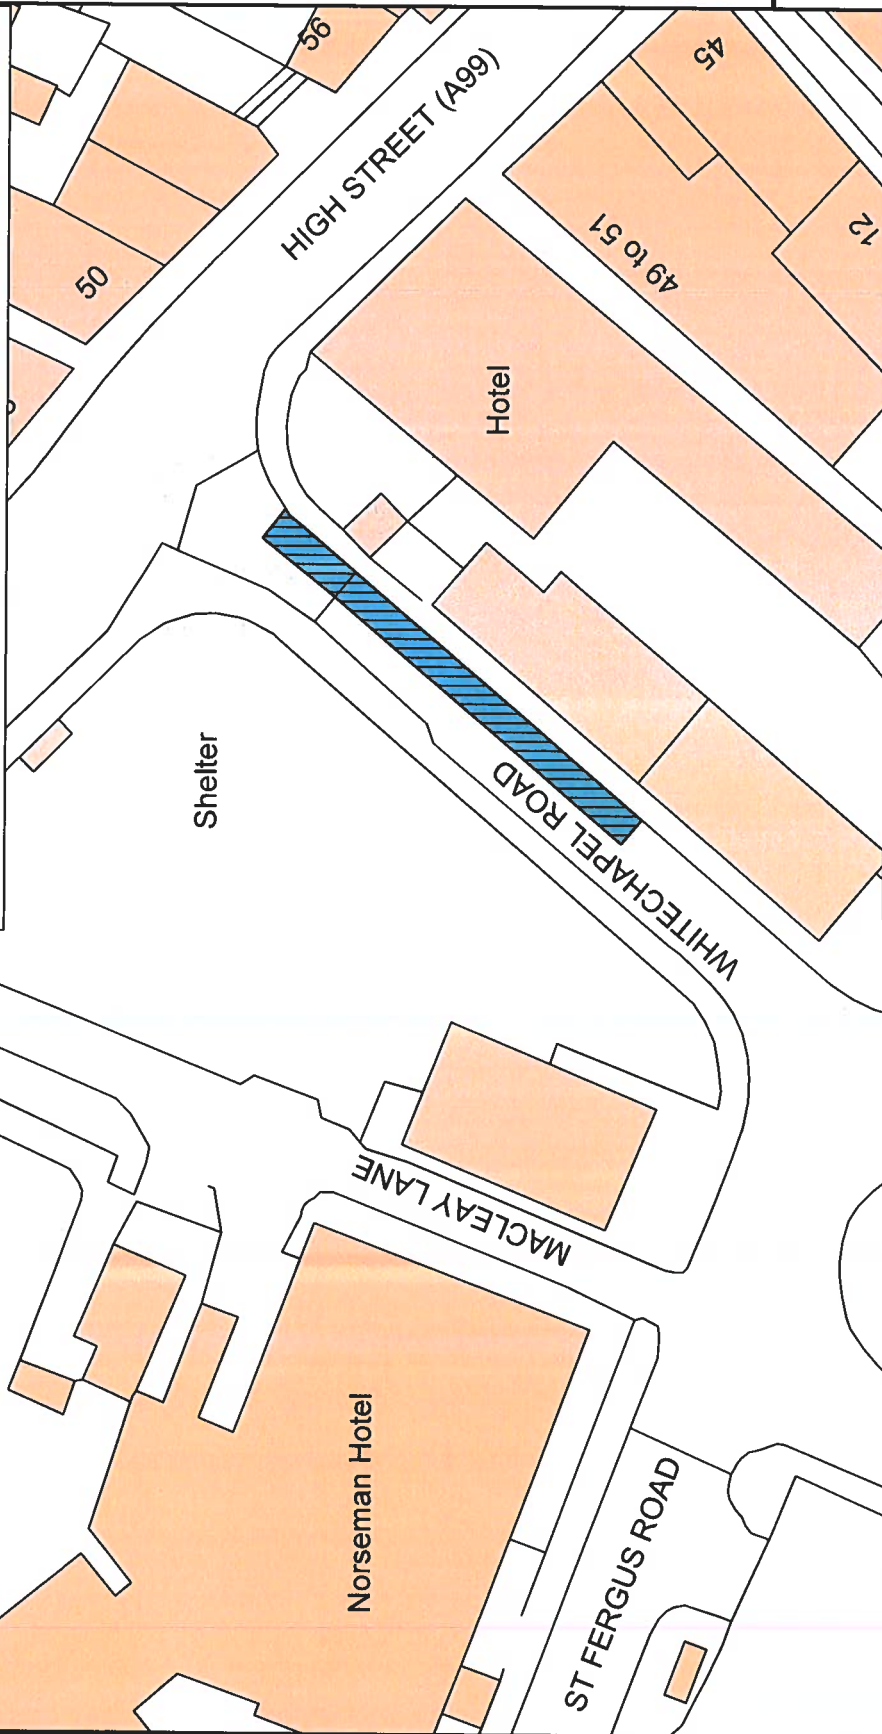 56
HIGH STREET (A99)
45
50
49 to 51
12
Hotel
Shelter
WHITECHAPEL ROAD
MACLEAY LANE
Norseman Hotel
ST FERGUS ROAD